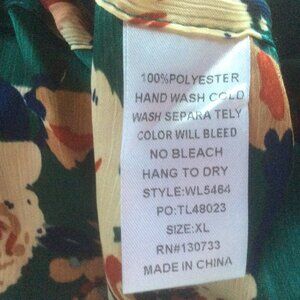 100%POLYESTER
HAND WASH COLD
WASH SEPARA TELY
COLOR WILL BLEED
NO BLEACH
HANG TO DRY
STYLE:WL5464
PO:TL48023
SIZE:XL
RN#130733
MADE IN CHINA